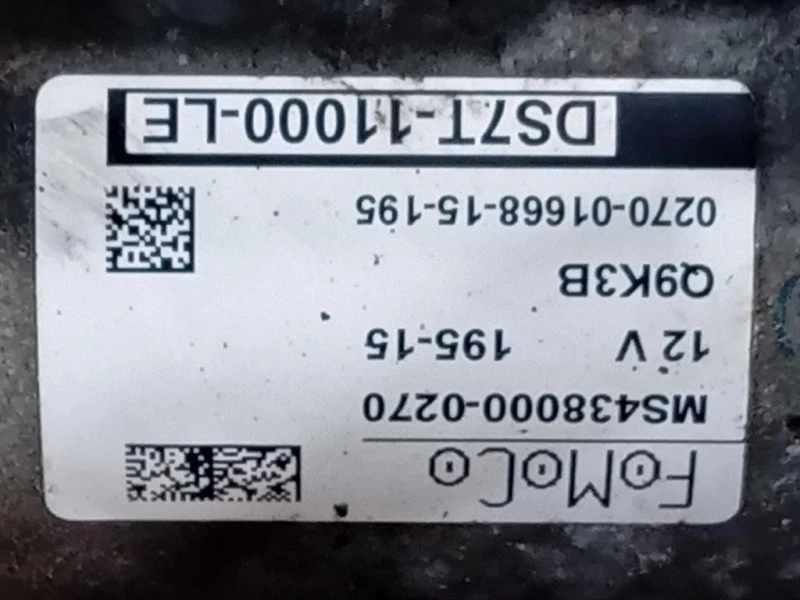 FoMoCo
MS438000-0270
12 V 195-15
Q9K3B
0270-01668-15-195
DS7T-11000-LE